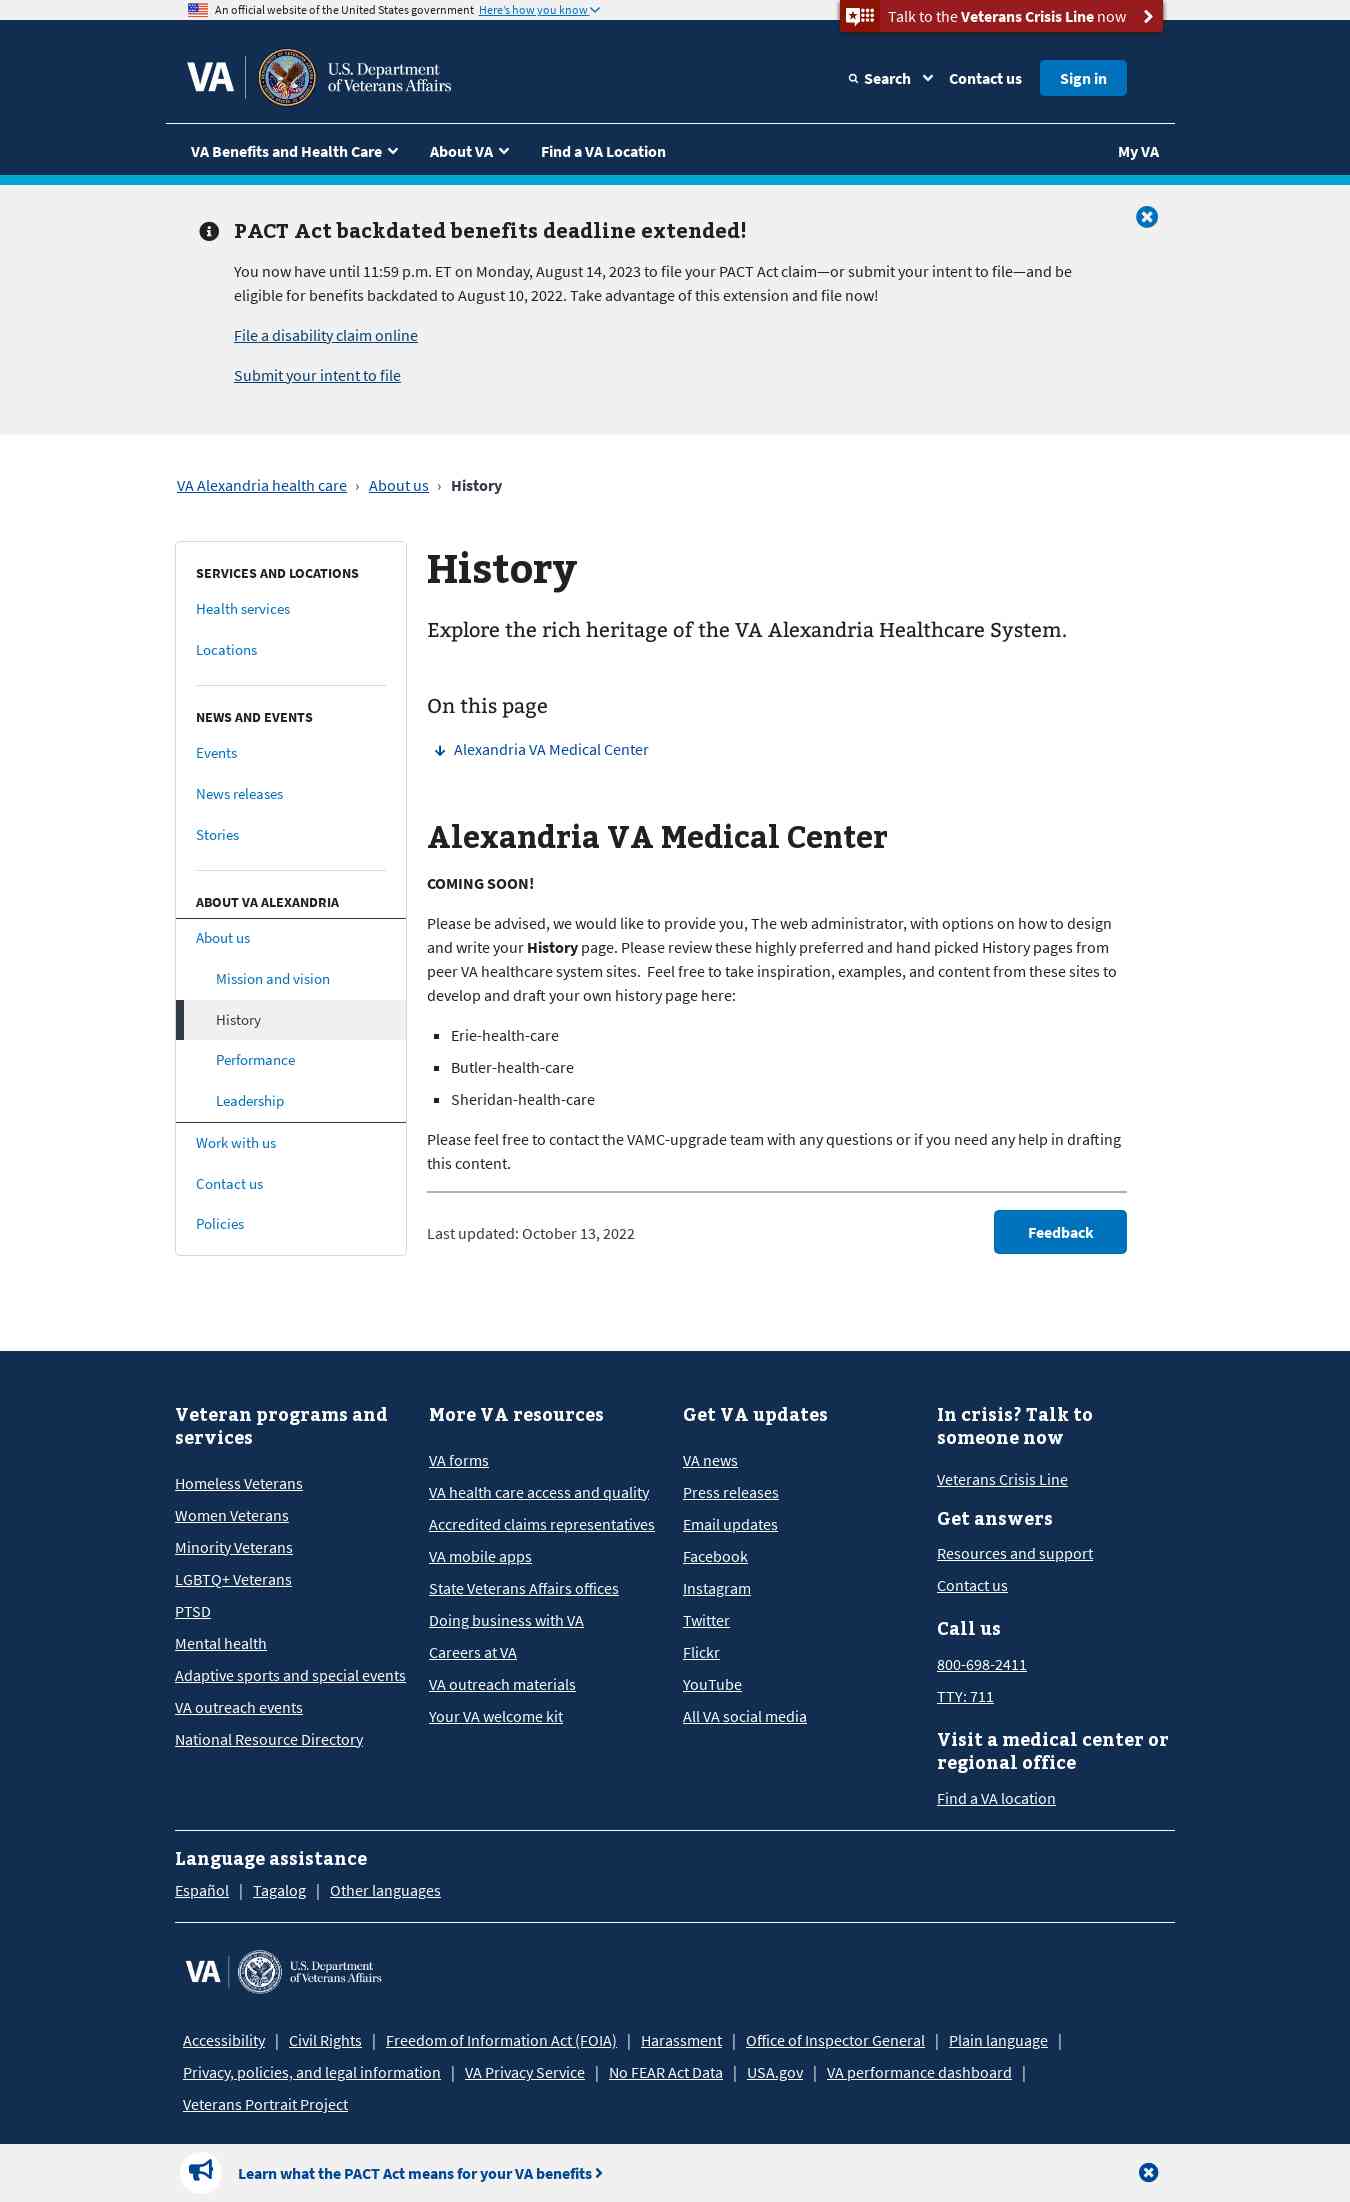 An official website of the United States government Here's how you know
Talk to the Veterans Crisis Line now
VA U.S. Department of Veterans Affairs
Search Contact us Sign in
VA Benefits and Health Care About VA Find a VA Location My VA
PACT Act backdated benefits deadline extended!
You now have until 11:59 p.m. ET on Monday, August 14, 2023 to file your PACT Act claim—or submit your intent to file—and be
eligible for benefits backdated to August 10, 2022. Take advantage of this extension and file now!
File a disability claim online
Submit your intent to file
VA Alexandria health care › About us › History
SERVICES AND LOCATIONS
Health services
Locations
NEWS AND EVENTS
Events
News releases
Stories
ABOUT VA ALEXANDRIA
About us
Mission and vision
History
Performance
Leadership
Work with us
Contact us
Policies
History
Explore the rich heritage of the VA Alexandria Healthcare System.
On this page
Alexandria VA Medical Center
Alexandria VA Medical Center
COMING SOON!
Please be advised, we would like to provide you, The web administrator, with options on how to design
and write your History page. Please review these highly preferred and hand picked History pages from
peer VA healthcare system sites.  Feel free to take inspiration, examples, and content from these sites to
develop and draft your own history page here:
Erie-health-care
Butler-health-care
Sheridan-health-care
Please feel free to contact the VAMC-upgrade team with any questions or if you need any help in drafting
this content.
Last updated: October 13, 2022
Feedback
Veteran programs and
services
Homeless Veterans
Women Veterans
Minority Veterans
LGBTQ+ Veterans
PTSD
Mental health
Adaptive sports and special events
VA outreach events
National Resource Directory
More VA resources
VA forms
VA health care access and quality
Accredited claims representatives
VA mobile apps
State Veterans Affairs offices
Doing business with VA
Careers at VA
VA outreach materials
Your VA welcome kit
Get VA updates
VA news
Press releases
Email updates
Facebook
Instagram
Twitter
Flickr
YouTube
All VA social media
In crisis? Talk to
someone now
Veterans Crisis Line
Get answers
Resources and support
Contact us
Call us
800-698-2411
TTY: 711
Visit a medical center or
regional office
Find a VA location
Language assistance
Español | Tagalog | Other languages
VA U.S. Department of Veterans Affairs
Accessibility | Civil Rights | Freedom of Information Act (FOIA) | Harassment | Office of Inspector General | Plain language |
Privacy, policies, and legal information | VA Privacy Service | No FEAR Act Data | USA.gov | VA performance dashboard |
Veterans Portrait Project
Learn what the PACT Act means for your VA benefits